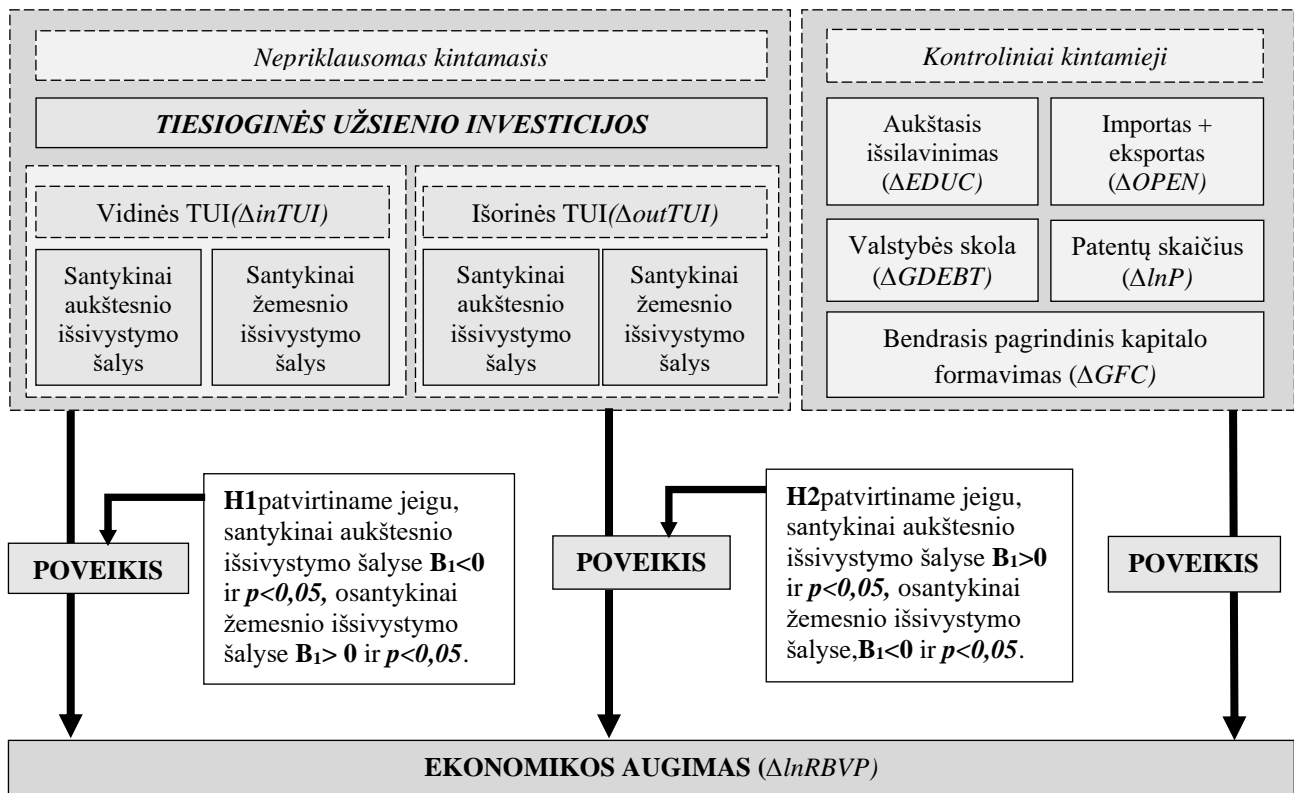 Nepriklausomas kintamasis
TIESIOGINĖS UŽSIENIO INVESTICIJOS
Vidinės TUI(ΔinTUI)
Santykinai
aukštesnio
išsivystymo
šalys
Santykinai
žemesnio
išsivystymo
šalys
Išorinės TUI(ΔoutTUI)
Santykinai
aukštesnio
išsivystymo
šalys
Santykinai
žemesnio
išsivystymo
šalys
Kontroliniai kintamieji
Aukštasis
išsilavinimas
(ΔEDUC)
Importas +
eksportas
(ΔOPEN)
Valstybės skola
(ΔGDEBT)
Patentų skaičius
(ΔlnP)
Bendrasis pagrindinis kapitalo
formavimas (ΔGFC)
H1patvirtiname jeigu,
santykinai aukštesnio
išsivystymo šalyse B₁<0
ir p<0,05, osantykinai
žemesnio išsivystymo
šalyse B₁> 0 ir p<0,05.
H2patvirtiname jeigu,
santykinai aukštesnio
išsivystymo šalyse B₁>0
ir p<0,05, osantykinai
žemesnio išsivystymo
šalyse,B₁<0 ir p<0,05.
POVEIKIS
POVEIKIS
POVEIKIS
EKONOMIKOS AUGIMAS (ΔlnRBVP)